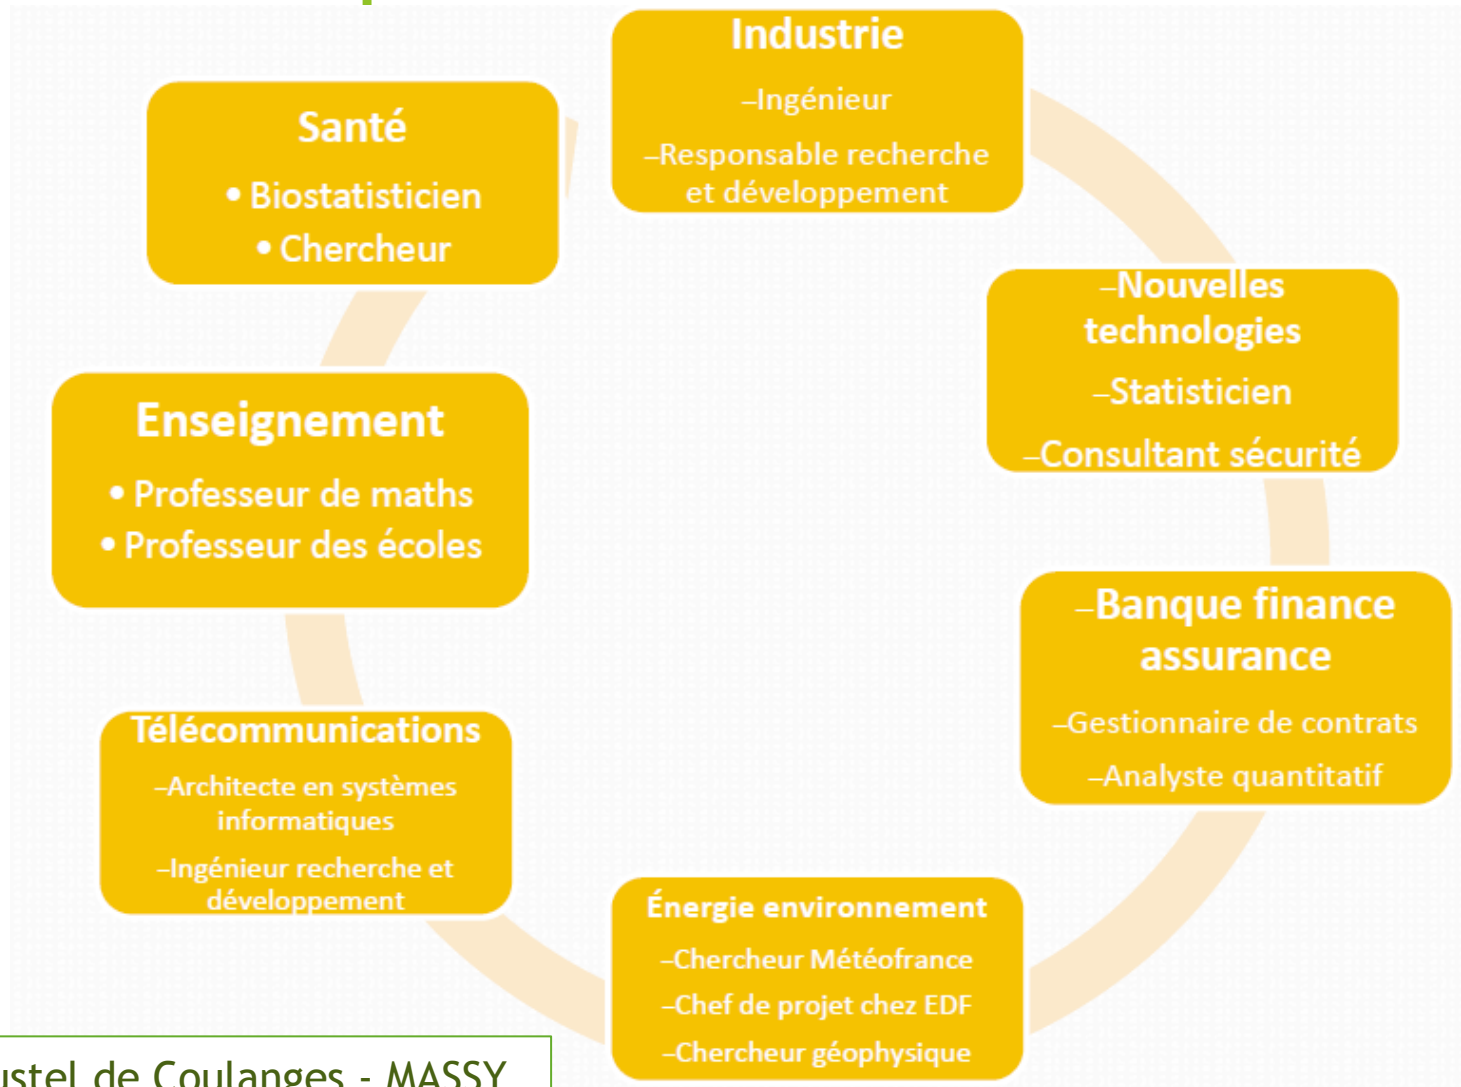 Industrie
–Ingénieur
–Responsable recherche
et développement
Santé
• Biostatisticien
• Chercheur
–Nouvelles
technologies
–Statisticien
–Consultant sécurité
Enseignement
• Professeur de maths
• Professeur des écoles
–Banque finance
assurance
–Gestionnaire de contrats
–Analyste quantitatif
Télécommunications
–Architecte en systèmes
informatiques
–Ingénieur recherche et
développement
Énergie environnement
–Chercheur Météofrance
–Chef de projet chez EDF
–Chercheur géophysique
ustel de Coulanges - MASSY